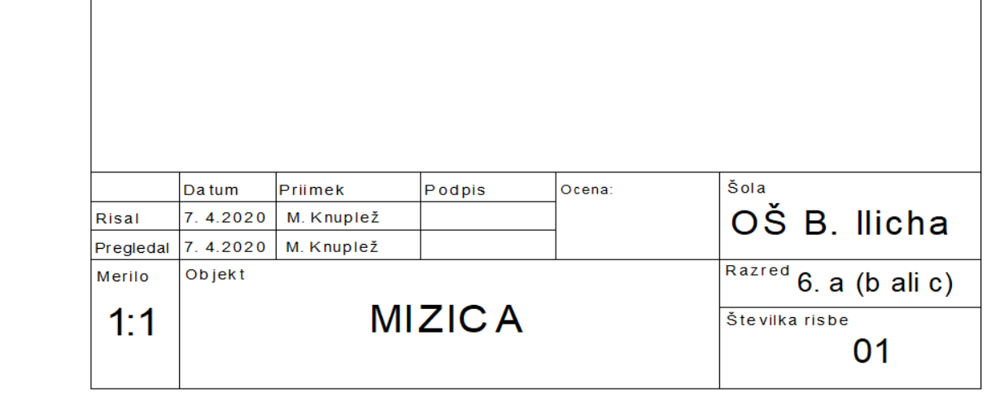 Datum Priimek Podpis Ocena: Šola
Risal 7. 4.2020 M. Knuplež
OŠ B. Ilicha
Pregledal 7. 4.2020 M. Knuplež
Merilo Objekt Razred 6. a (b ali c)
1:1 MIZICA
Številka risbe
01